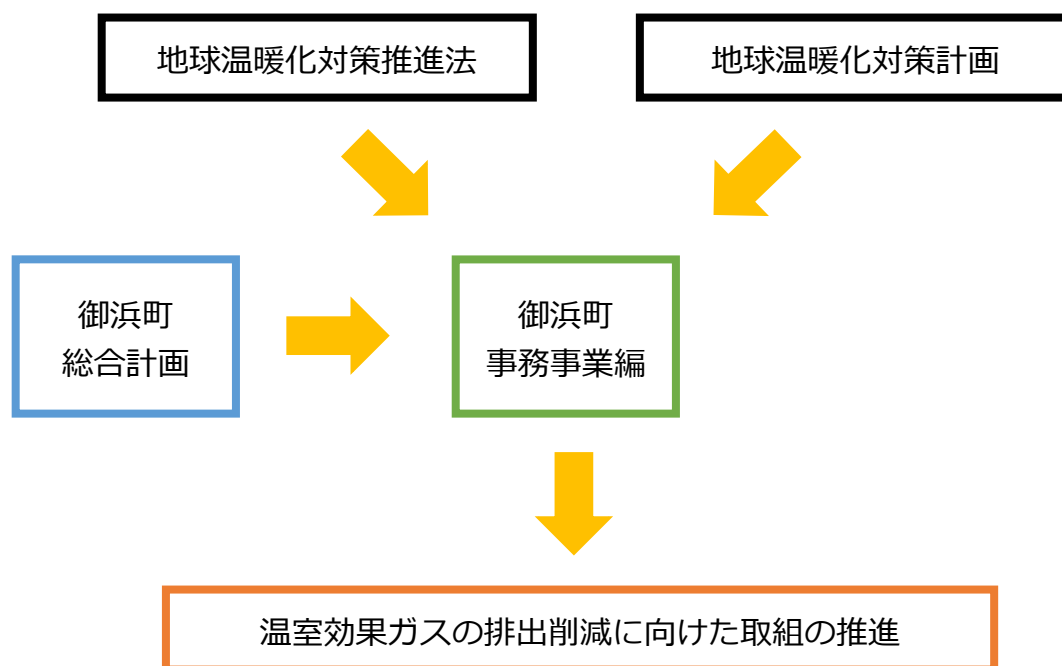 地球温暖化対策推進法
地球温暖化対策計画
御浜町
総合計画
御浜町
事務事業編
温室効果ガスの排出削減に向けた取組の推進